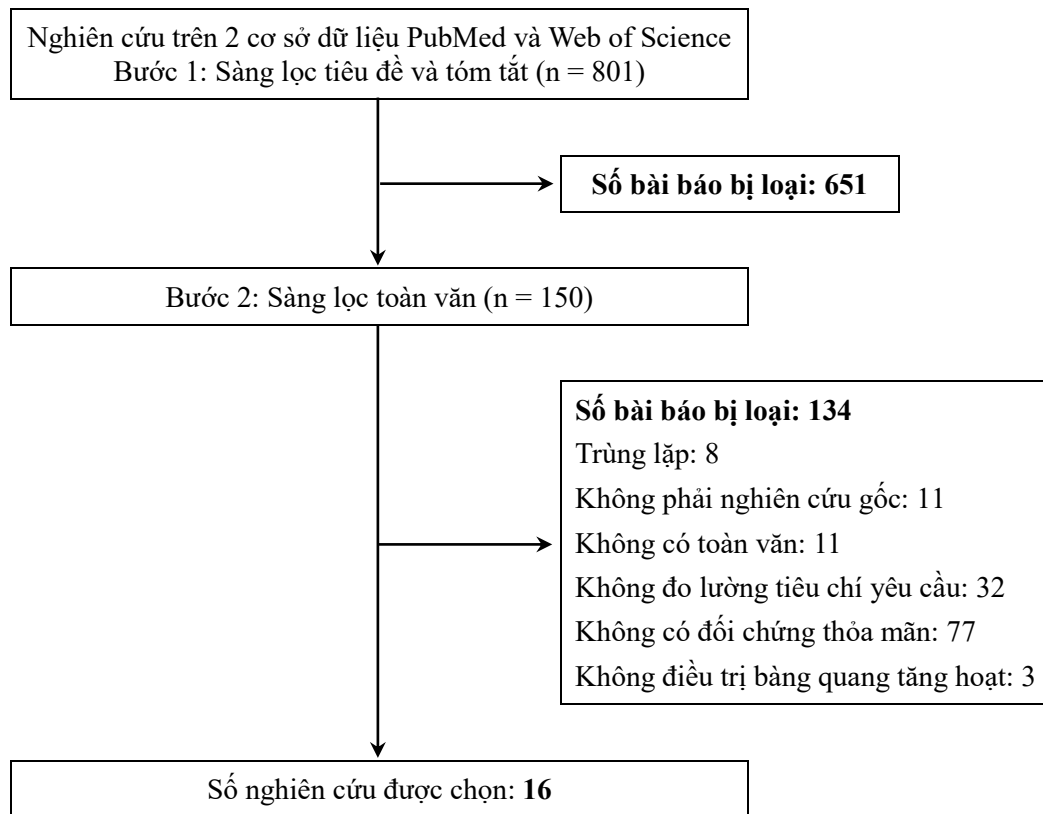 Nghiên cứu trên 2 cơ sở dữ liệu PubMed và Web of Science
Bước 1: Sàng lọc tiêu đề và tóm tắt (n = 801)
Số bài báo bị loại: 651
Bước 2: Sàng lọc toàn văn (n = 150)
Số bài báo bị loại: 134
Trùng lặp: 8
Không phải nghiên cứu gốc: 11
Không có toàn văn: 11
Không đo lường tiêu chí yêu cầu: 32
Không có đối chứng thỏa mãn: 77
Không điều trị bàng quang tăng hoạt: 3
Số nghiên cứu được chọn: 16